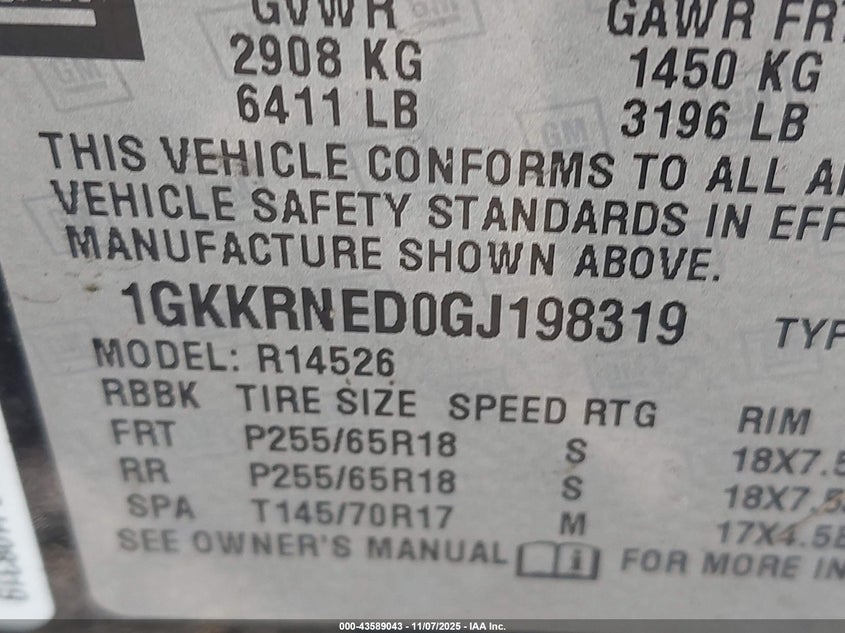 GVWR GAWR FRT
2908 KG 1450 KG
6411 LB 3196 LB
GM
THIS VEHICLE CONFORMS TO ALL A
VEHICLE SAFETY STANDARDS IN EFF
MANUFACTURE SHOWN ABOVE.
1GKKRNED0GJ198319 TYP
MODEL: R14526
RBBK TIRE SIZE SPEED RTG RIM
FRT P255/65R18 S 18X7.5
RR P255/65R18 S 18X7.5
SPA T145/70R17 M 17X4.5B
SEE OWNER'S MANUAL FOR MORE IN
000-43589043 - 11/07/2025 - IAA Inc.